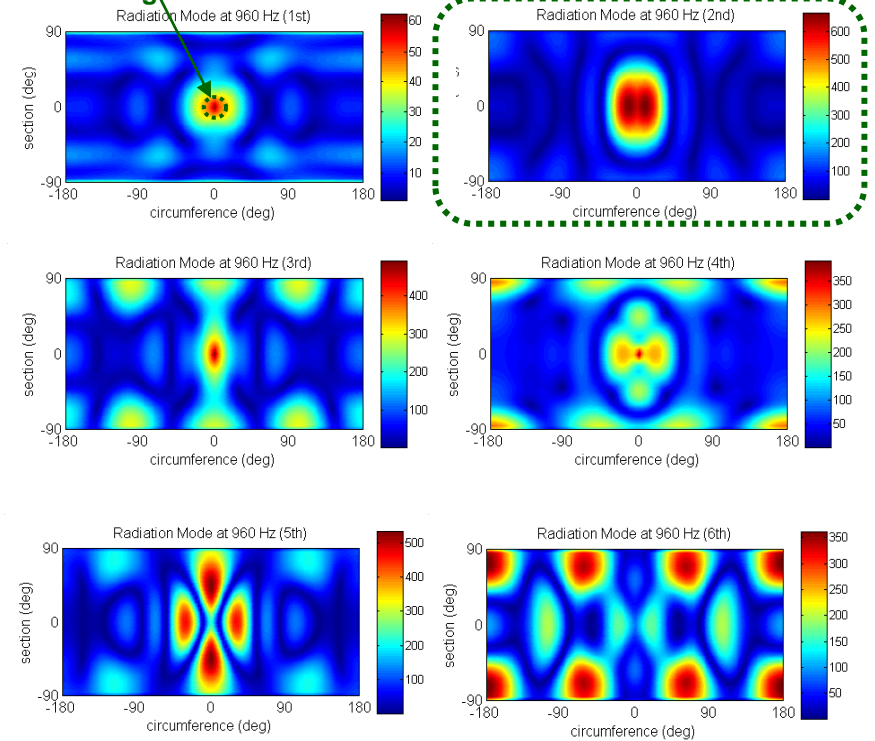 Radiation Mode at 960 Hz (1st)
60
50
40
30
20
10
90
0
-90
section (deg)
-180 -90 0 90 180
circumference (deg)
Radiation Mode at 960 Hz (2nd)
600
500
400
300
200
100
90
0
-90
-180 -90 0 90 180
circumference (deg)
Radiation Mode at 960 Hz (3rd)
400
300
200
100
90
0
-90
section (deg)
-180 -90 0 90 180
circumference (deg)
Radiation Mode at 960 Hz (4th)
350
300
250
200
150
100
50
90
0
-90
section (deg)
-180 -90 0 90 180
circumference (deg)
Radiation Mode at 960 Hz (5th)
500
400
300
200
100
90
0
-90
section (deg)
-180 -90 0 90 180
circumference (deg)
Radiation Mode at 960 Hz (6th)
350
300
250
200
150
100
50
90
0
-90
section (deg)
-180 -90 0 90 180
circumference (deg)